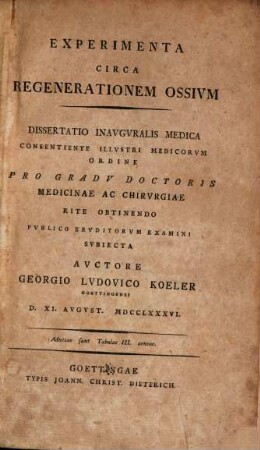 EXPERIMENTA
CIRCA
REGENERATIONEM OSSIVM
DISSERTATIO INAVGVRALIS MEDICA
CONSENTIENTE ILLVSTRI MEDICORVM
ORDINE
PRO GRADV DOCTORIS
MEDICINAE AC CHIRVRGIAE
RITE OBTINENDO
PVBLICO ERVDITORVM EXAMINI
SVBIECTA
AVCTORE
GEORGIO LVDOVICO KOELER
GOETTINGENSI
D. XI. AVGVST. MDCCLXXXVI.
Adiectae sunt Tabulae III. aeneae.
GOETTINGAE
TYPIS JOANN. CHRIST. DIETERICH.